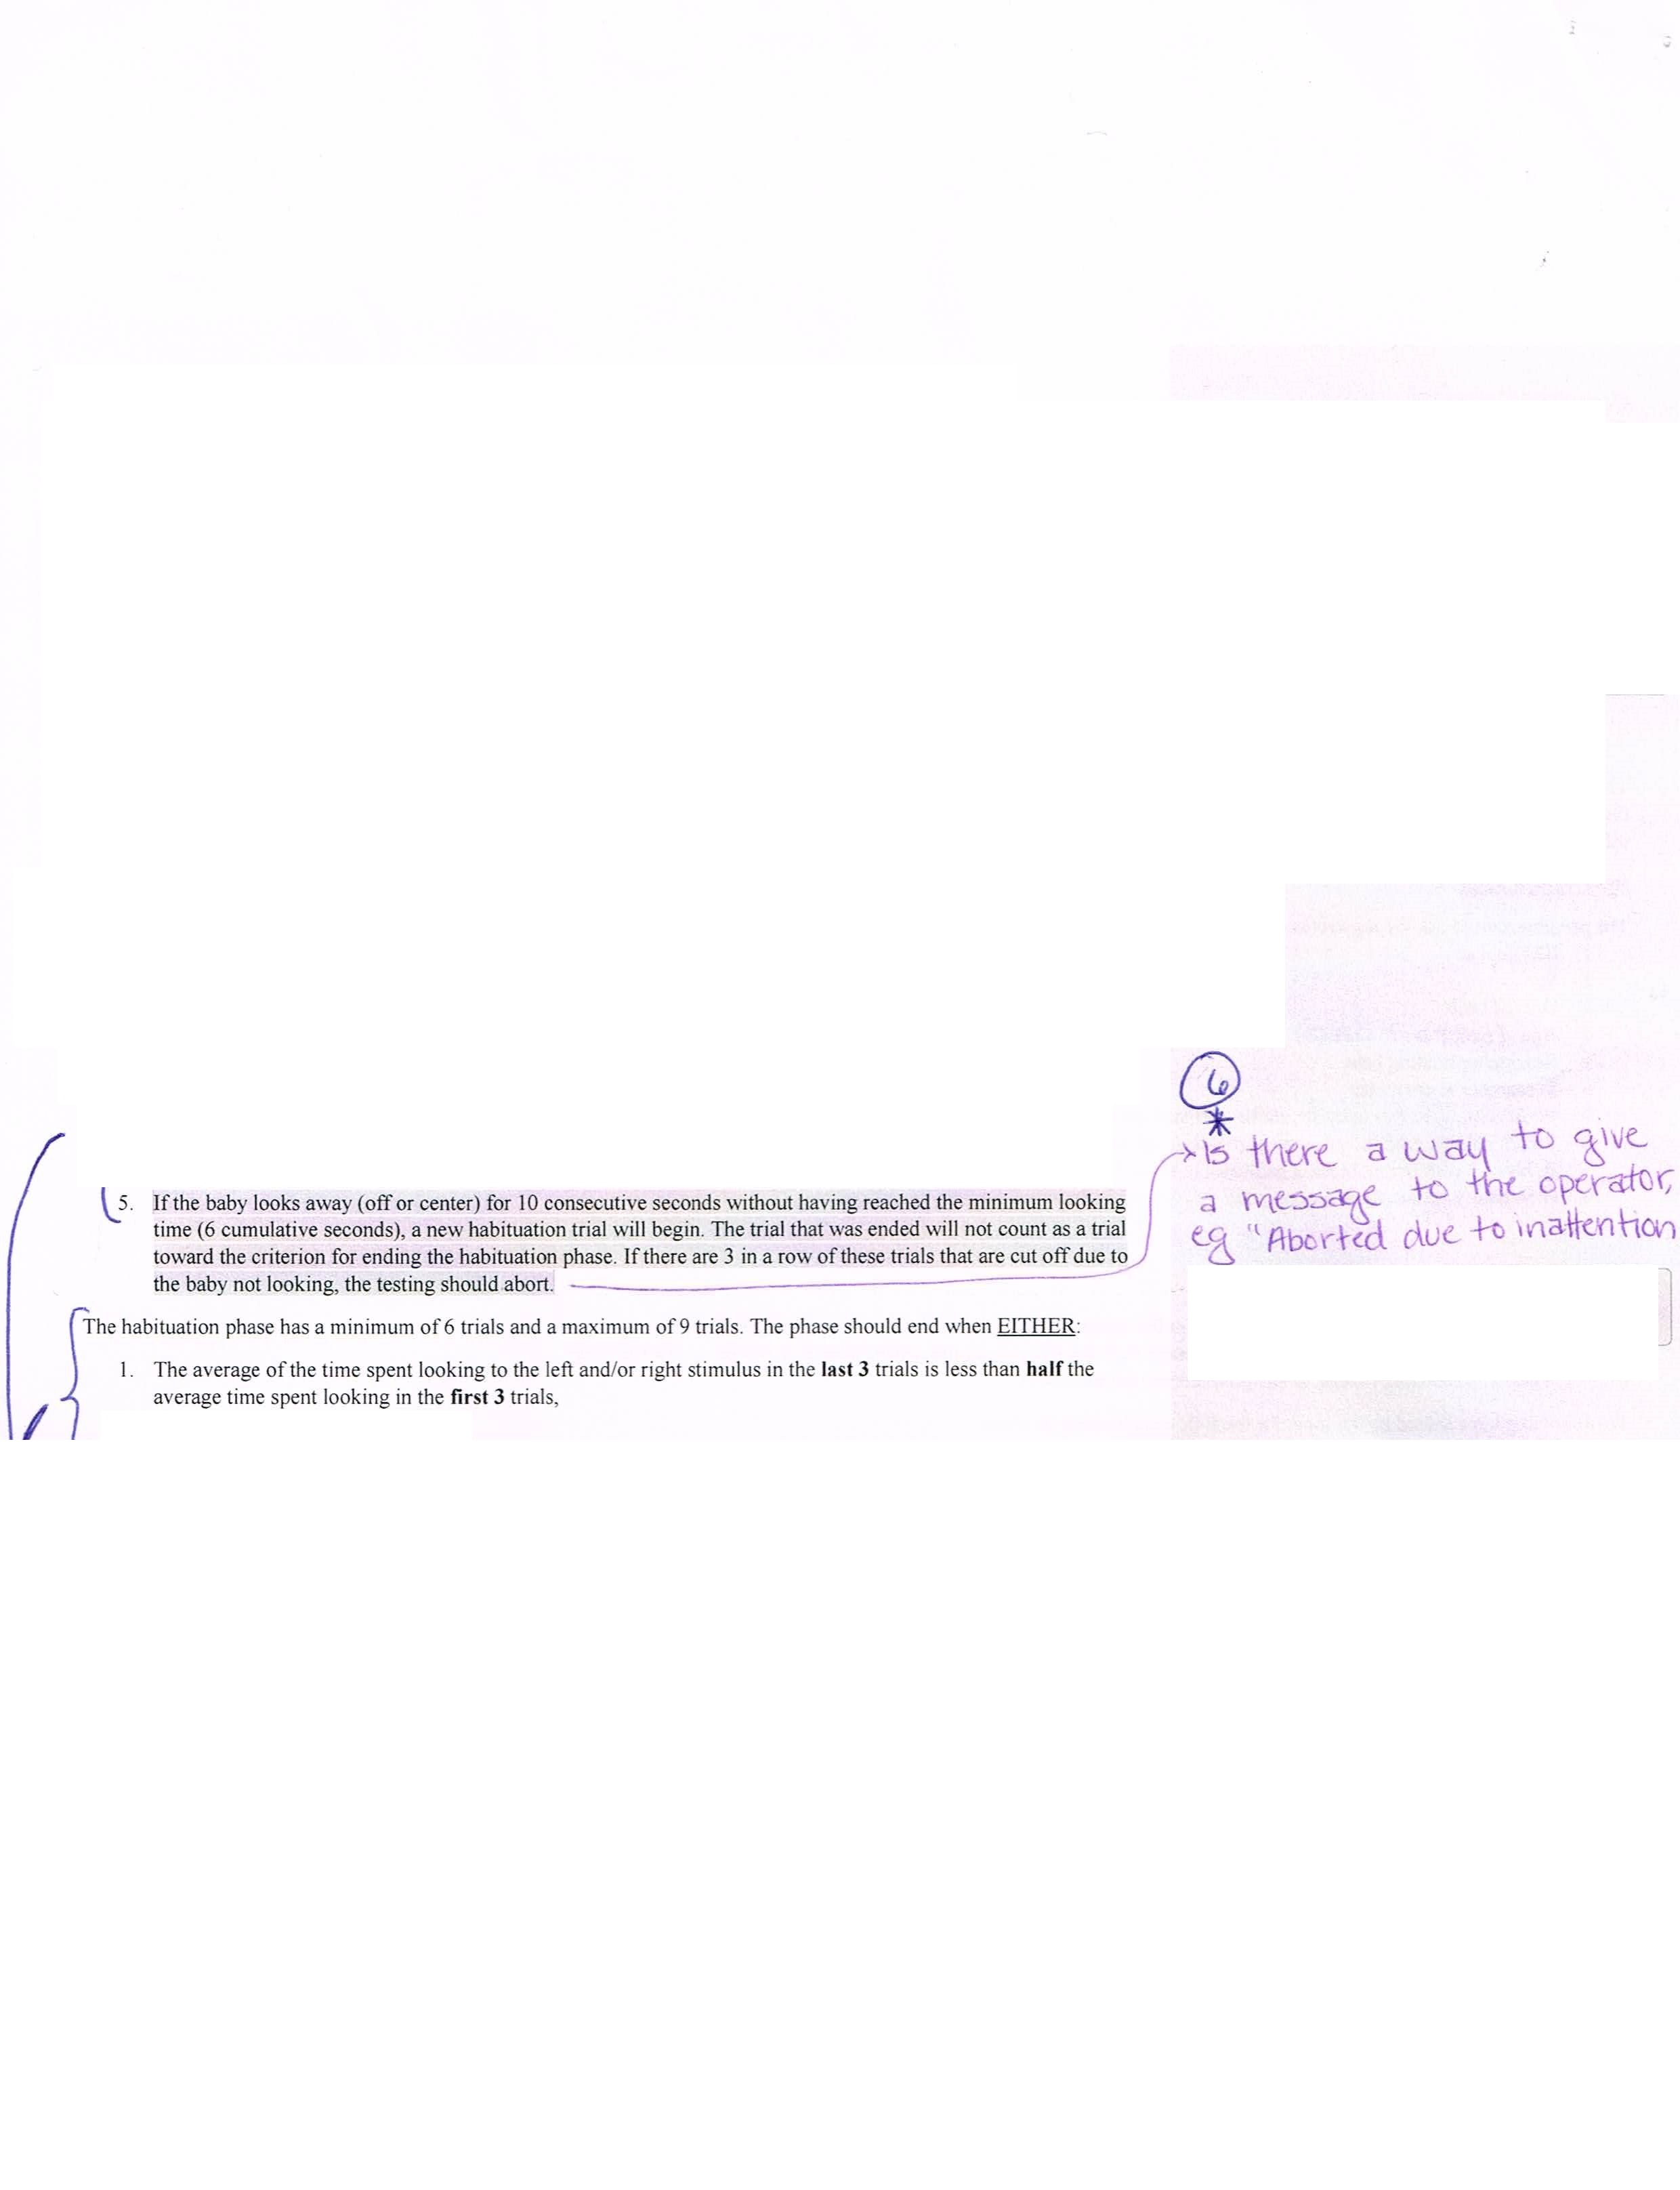 6
*
Is there a way to give
a message to the operator,
eg "Aborted due to inattention
5. If the baby looks away (off or center) for 10 consecutive seconds without having reached the minimum looking
time (6 cumulative seconds), a new habituation trial will begin. The trial that was ended will not count as a trial
toward the criterion for ending the habituation phase. If there are 3 in a row of these trials that are cut off due to
the baby not looking, the testing should abort.
The habituation phase has a minimum of 6 trials and a maximum of 9 trials. The phase should end when EITHER:
1. The average of the time spent looking to the left and/or right stimulus in the last 3 trials is less than half the
average time spent looking in the first 3 trials,